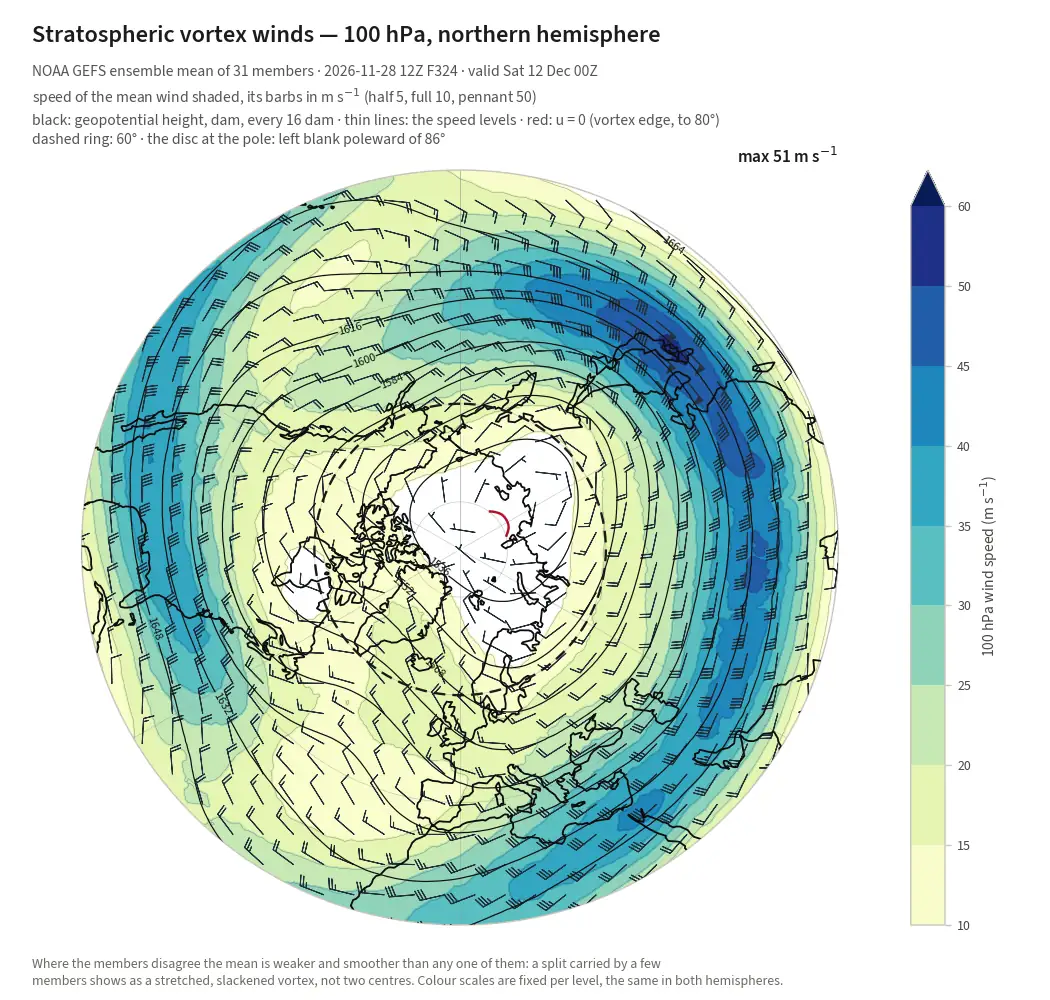 Stratospheric vortex winds — 100 hPa, northern hemisphere
NOAA GEFS ensemble mean of 31 members · 2026-11-28 12Z F324 · valid Sat 12 Dec 00Z
speed of the mean wind shaded, its barbs in m s−1 (half 5, full 10, pennant 50)
black: geopotential height, dam, every 16 dam · thin lines: the speed levels · red: u = 0 (vortex edge, to 80°)
dashed ring: 60° · the disc at the pole: left blank poleward of 86°
max 51 m s−1
1664
1616
1600
1584
1648
1632
60
50
45
40
35
30
25
20
15
10
100 hPa wind speed (m s−1)
Where the members disagree the mean is weaker and smoother than any one of them: a split carried by a few
members shows as a stretched, slackened vortex, not two centres. Colour scales are fixed per level, the same in both hemispheres.